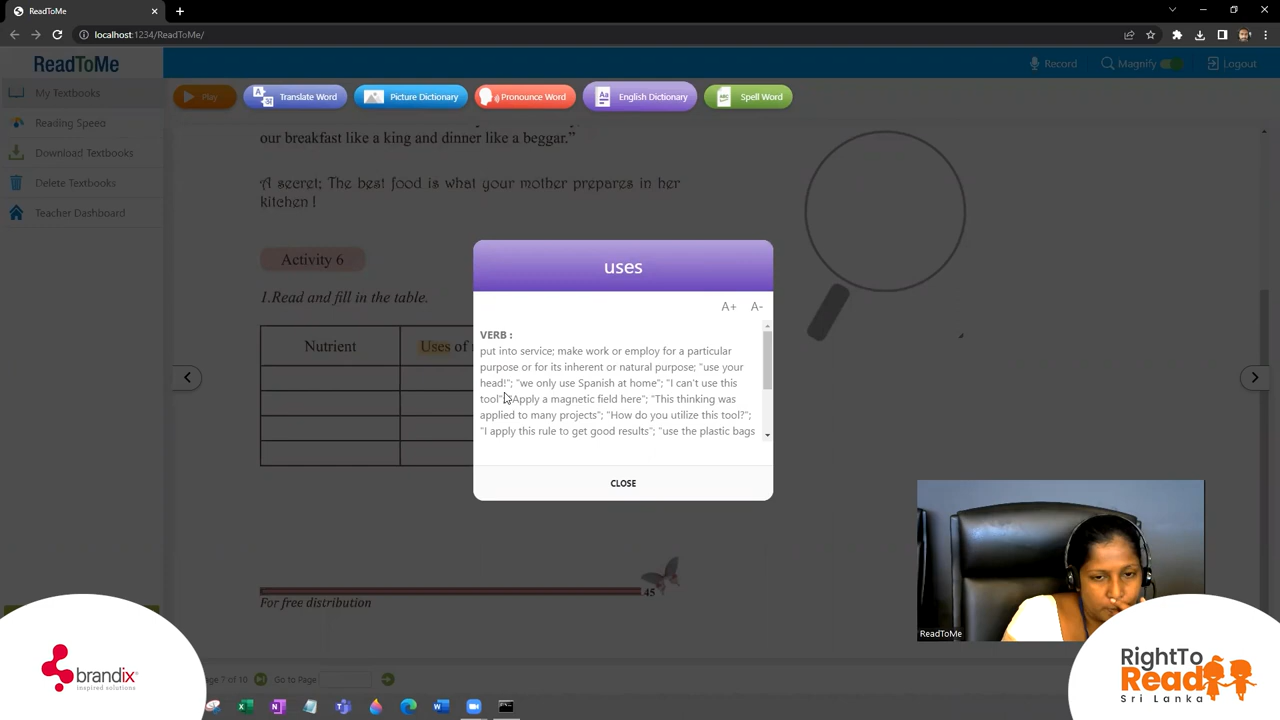 ReadToMe
localhost:1234/ReadToMe/
ReadToMe
Record
Magnify
Logout
My Textbooks
Reading Speed
Download Textbooks
Delete Textbooks
Teacher Dashboard
Play
Translate Word
Picture Dictionary
Pronounce Word
English Dictionary
Spell Word
our breakfast like a king and dinner like a beggar."
A secret; The best food is what your mother prepares in her
kitchen !
Activity 6
1.Read and fill in the table.
Nutrient
Uses of
uses
A+ A-
VERB :
put into service; make work or employ for a particular
purpose or for its inherent or natural purpose; "use your
head!"; "we only use Spanish at home"; "I can't use this
tool"; "Apply a magnetic field here"; "This thinking was
applied to many projects"; "How do you utilize this tool?";
"I apply this rule to get good results"; "use the plastic bags
CLOSE
45
For free distribution
age 7 of 10
Go to Page
ReadToMe
brandix
inspired solutions
RightTo
Read
Sri Lanka